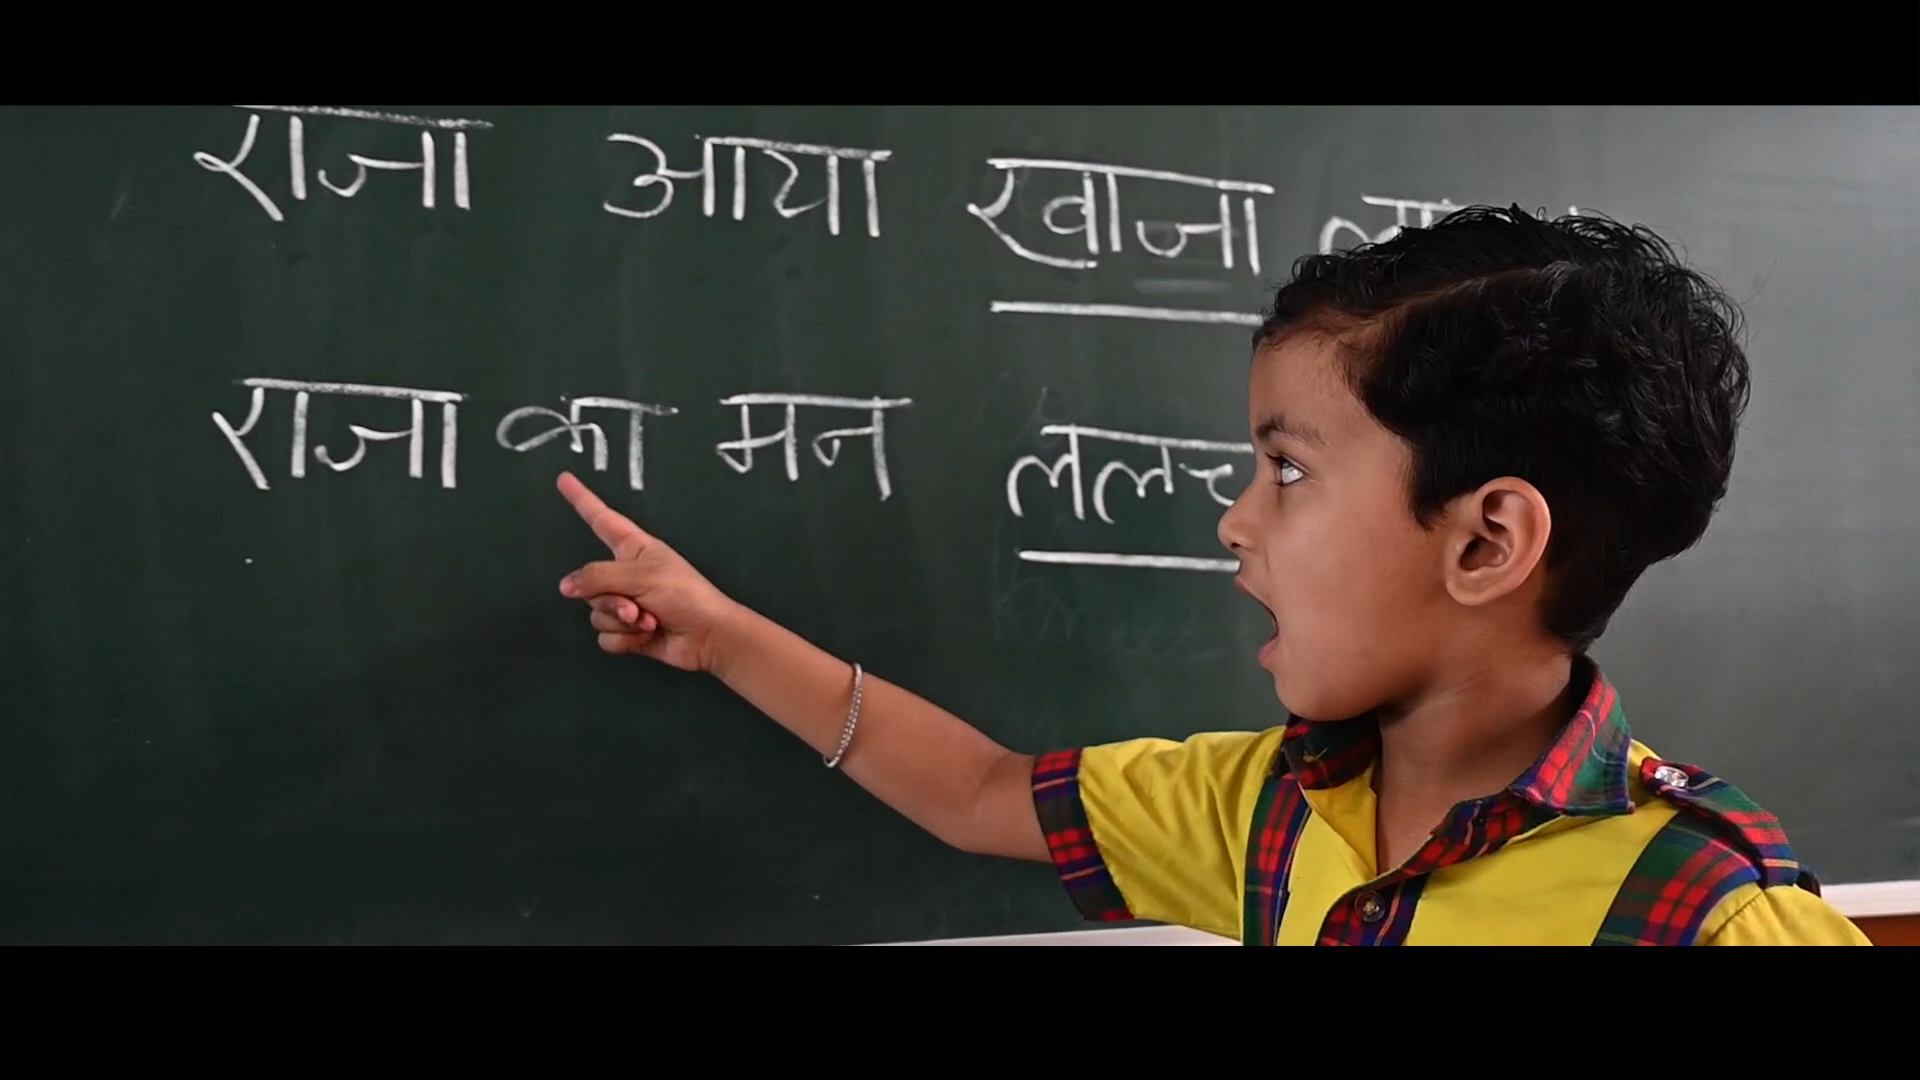 राजा आया खाजा
राजा का मन